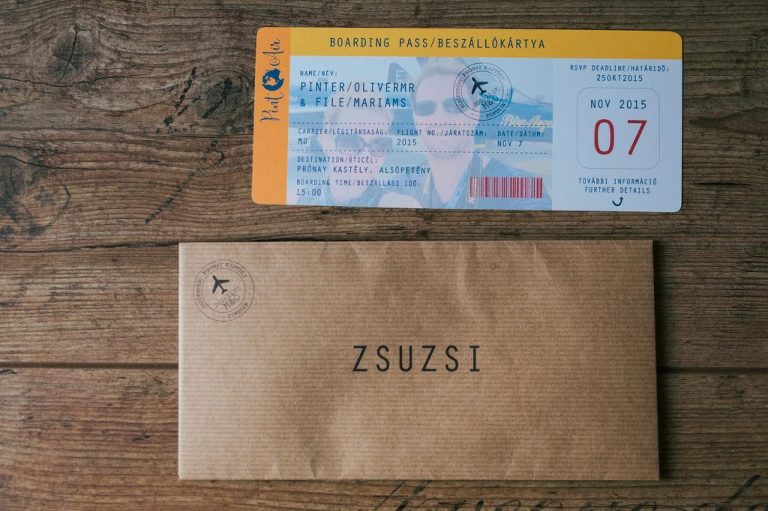 BOARDING PASS/BESZÁLLÓKÁRTYA
Pint Air
NAME/NÉV:
PINTER/OLIVERMR
& FILE/MARIAMS
CARRIER/LÉGITÁRSASÁG:
MO
FLIGHT NO./JÁRATSZÁM:
2015
DATE/DÁTUM:
NOV 7
DESTINATION/ÚTICÉL:
PRÓNAY KASTÉLY, ALSÓPETÉNY
BOARDING TIME/BESZÁLLÁSI IDŐ:
15:00
RSVP DEADLINE/HATÁRIDŐ:
25OKT2015
NOV 2015
07
TOVÁBBI INFORMÁCIÓ
FURTHER DETAILS
M&O
ZSUZSI